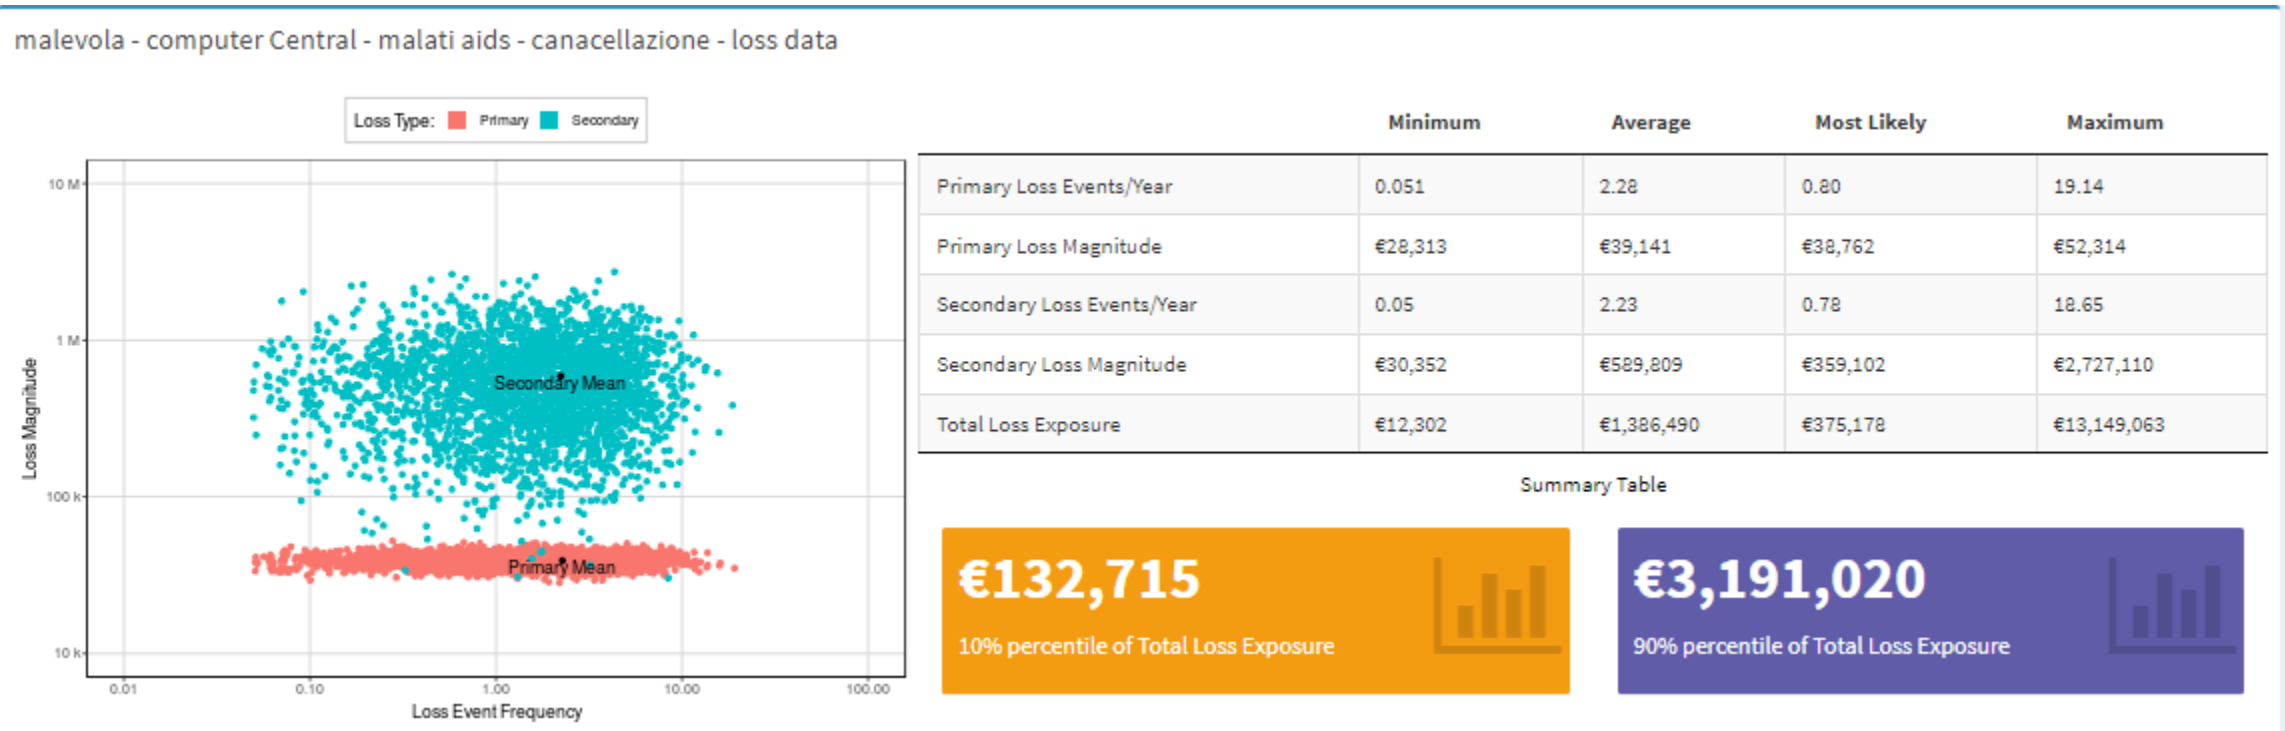 malevola - computer Central - malati aids - canacellazione - loss data
Loss Type: Primary Secondary
10 M
1 M
100 k
10 k
Loss Magnitude
Secondary Mean
Primary Mean
0.01 0.10 1.00 10.00 100.00
Loss Event Frequency
Minimum Average Most Likely Maximum
Primary Loss Events/Year 0.051 2.28 0.80 19.14
Primary Loss Magnitude €28,313 €39,141 €38,762 €52,314
Secondary Loss Events/Year 0.05 2.23 0.78 18.65
Secondary Loss Magnitude €30,352 €589,809 €359,102 €2,727,110
Total Loss Exposure €12,302 €1,386,490 €375,178 €13,149,063
Summary Table
€132,715
10% percentile of Total Loss Exposure
€3,191,020
90% percentile of Total Loss Exposure